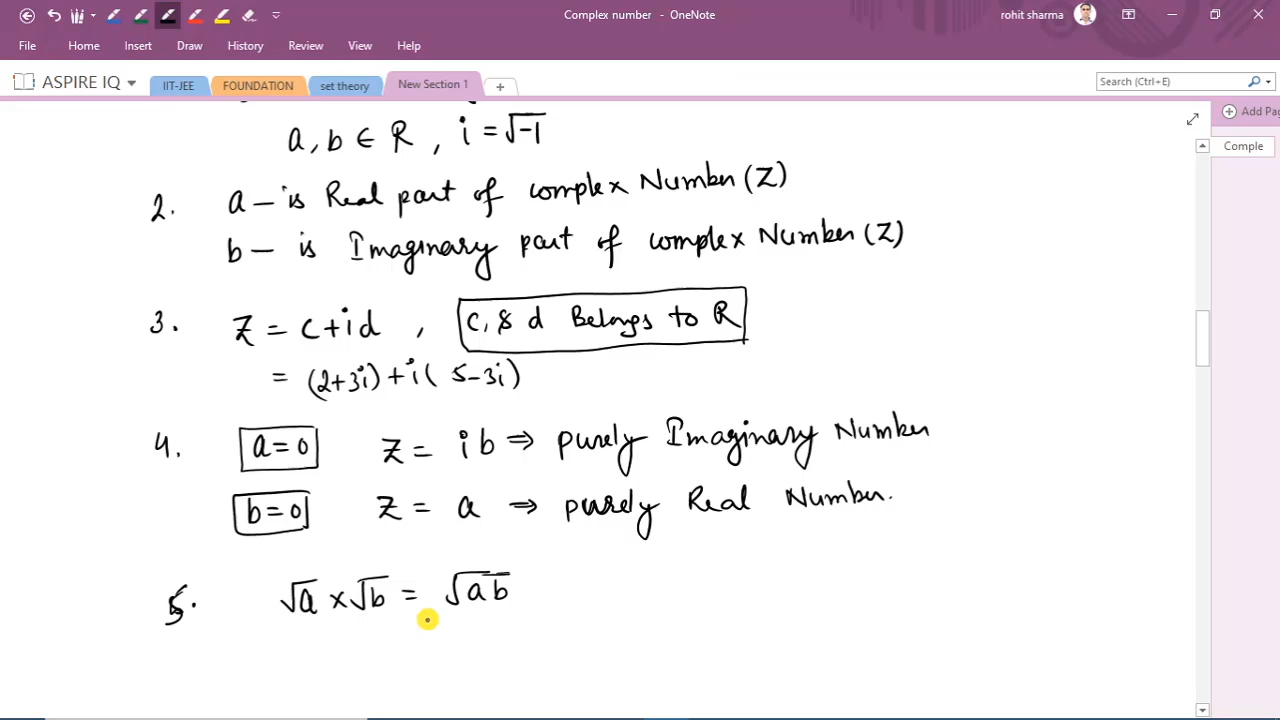 Complex number - OneNote
rohit sharma
File Home Insert Draw History Review View Help
ASPIRE IQ
IIT-JEE FOUNDATION set theory New Section 1
Search (Ctrl+E)
Add Pag
Comple
a, b ∈ R , i = √-1
2. a — is Real part of complex Number (Z)
b — is Imaginary part of complex Number (Z)
3. Z = c+id , c, & d Belongs to R
= (2+3i) + i( 5-3i)
4. a=0 Z = ib ⇒ purely Imaginary Number
b=0 Z = a ⇒ purely Real Number.
5. √a × √b = √ab